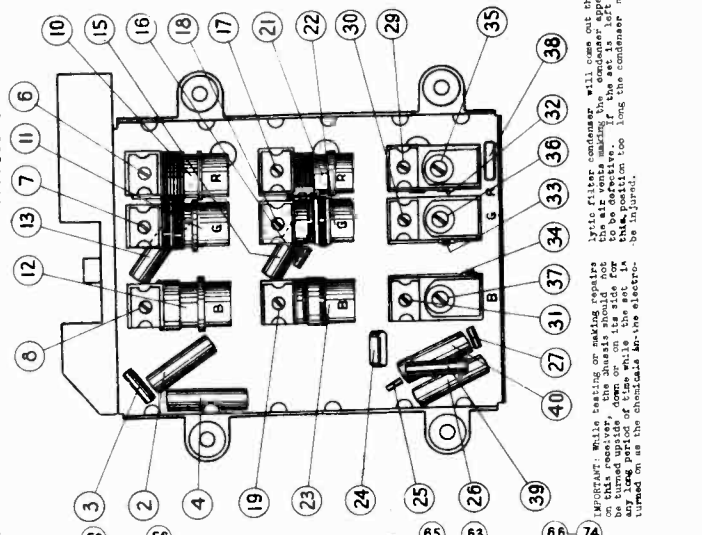 10
15
16
18
17
21
22
30
29
35
6
11
7
13
12
8
38
32
36
33
34
37
31
27
40
3
2
4
19
23
24
25
26
39
R
G
B
R
G
B
R
G
B
65
63
66
74
IMPORTANT: While testing or making repairs
on this receiver, the chassis should not
be turned upside down or on its side for
any long period of time while the set is
turned on as the chemicals in the electro-
lytic filter condenser will come out
the air vents making the condenser
to be defective. If the set is left
this position too long the condenser
be injured.